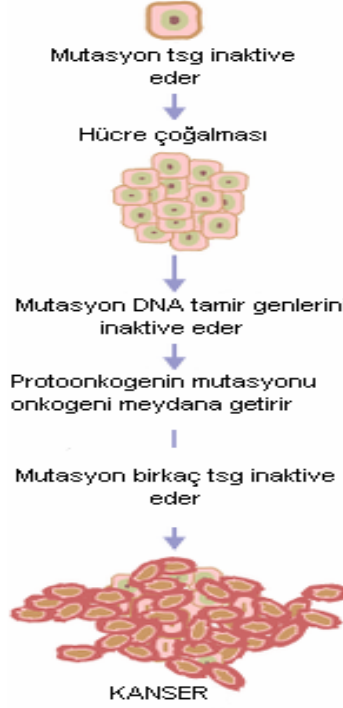 Mutasyon tsg inaktive
eder
Hücre çoğalması
Mutasyon DNA tamir genlerin
inaktive eder
Protoonkogenin mutasyonu
onkogeni meydana getirir
Mutasyon birkaç tsg inaktive
eder
KANSER